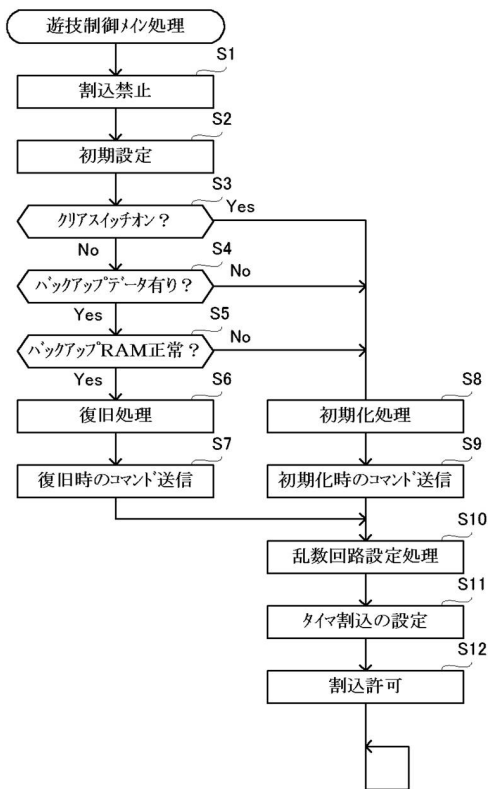 遊技制御メイン処理
S1
割込禁止
S2
初期設定
S3
クリアスイッチオン？
Yes
No
S4
バックアップデータ有り？
No
Yes
S5
バックアップRAM正常？
No
Yes
S6
復旧処理
S8
初期化処理
S7
復旧時のコマンド送信
S9
初期化時のコマンド送信
S10
乱数回路設定処理
S11
タイマ割込の設定
S12
割込許可